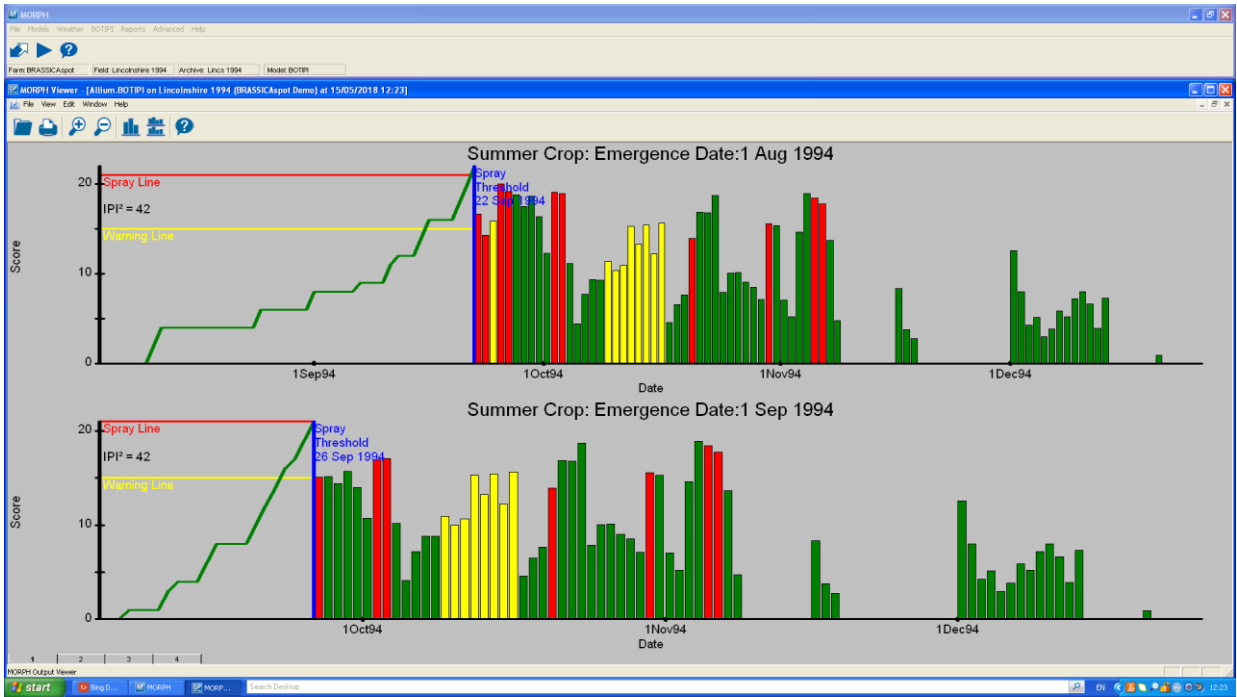 MORPH
File Models Weather BOTIPI Reports Advanced Help
Farm: BRASSICAspot Field: Lincolnshire 1994 Archive: Lincs 1994 Model: BOTIPI
MORPH Viewer - [Allium.BOTIPI on Lincolnshire 1994 (BRASSICAspot Demo) at 15/05/2018 12:23]
File View Edit Window Help
Summer Crop: Emergence Date:1 Aug 1994
20
Spray Line
IPI² = 42
Warning Line
Spray
Threshold
22 Sep 1994
Score
10
0
1Sep94 1Oct94 1Nov94 1Dec94
Date
Summer Crop: Emergence Date:1 Sep 1994
20
Spray Line
IPI² = 42
Warning Line
Spray
Threshold
26 Sep 1994
Score
10
0
1Oct94 1Nov94 1Dec94
Date
1 2 3 4
MORPH Output Viewer
start Bing D... MORPH MORP... Search Desktop EN 12:23